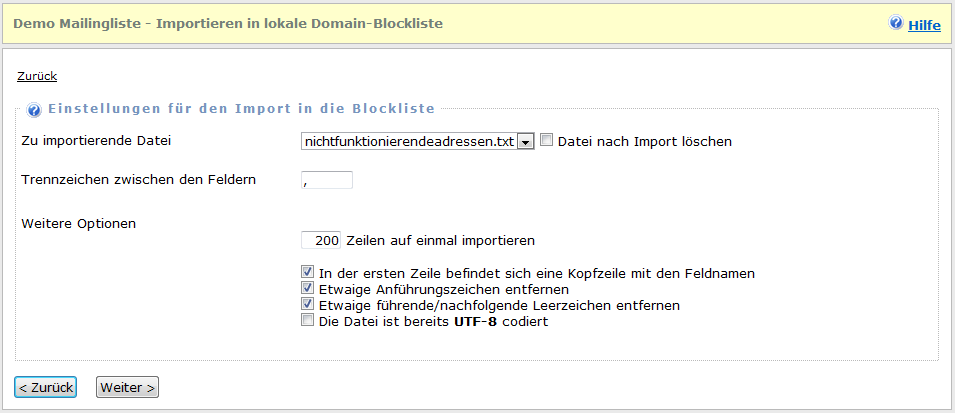 Demo Mailingliste - Importieren in lokale Domain-Blockliste
Hilfe
Zurück
Einstellungen für den Import in die Blockliste
Zu importierende Datei nichtfunktionierendeadressen.txt Datei nach Import löschen
Trennzeichen zwischen den Feldern ,
Weitere Optionen
200 Zeilen auf einmal importieren
In der ersten Zeile befindet sich eine Kopfzeile mit den Feldnamen
Etwaige Anführungszeichen entfernen
Etwaige führende/nachfolgende Leerzeichen entfernen
Die Datei ist bereits UTF-8 codiert
< Zurück Weiter >